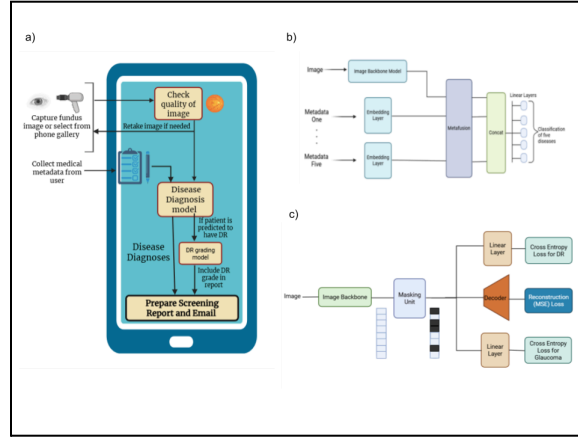 a)
Check
quality of
image
Capture fundus
image or select from
phone gallery
Retake image if needed
Collect medical
metadata from
user
Disease
Diagnosis
model
If patient is
predicted to
have DR
Disease
Diagnoses
DR grading
model
Include DR
grade in
report
Prepare Screening
Report and Email
b)
Image
Image Backbone Model
Linear Layers
Metadata
One
Embedding
Layer
Metafusion
Concat
Classification
of five
diseases
Metadata
Five
Embedding
Layer
c)
Linear
Layer
Cross Entropy
Loss for DR
Image
Image Backbone
Masking
Unit
Decoder
Reconstruction
(MSE) Loss
Linear
Layer
Cross Entropy
Loss for
Glaucoma